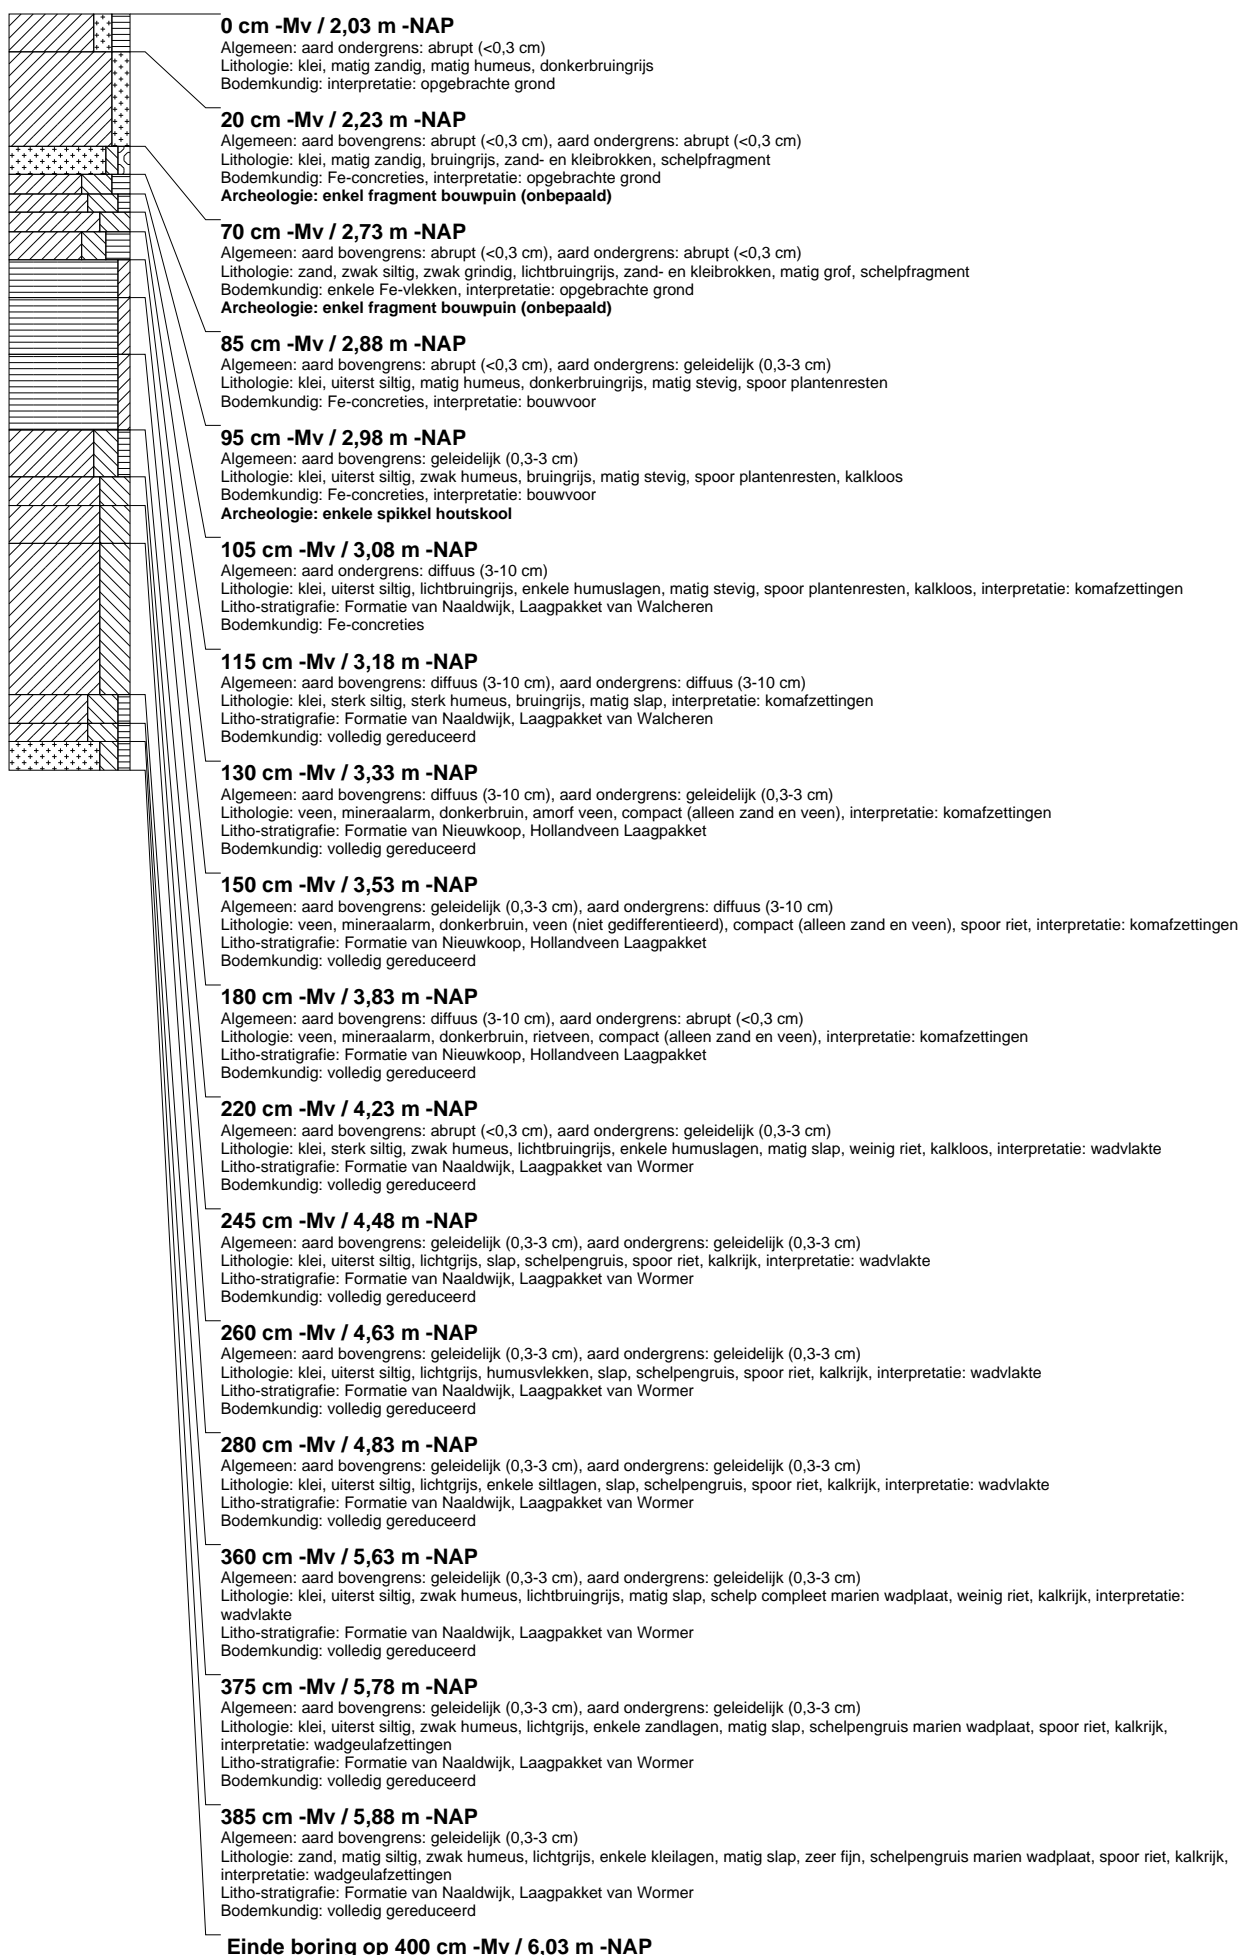 0 cm -Mv / 2,03 m -NAP
Algemeen: aard ondergrens: abrupt (<0,3 cm)
Lithologie: klei, matig zandig, matig humeus, donkerbruingrijs
Bodemkundig: interpretatie: opgebrachte grond
20 cm -Mv / 2,23 m -NAP
Algemeen: aard bovengrens: abrupt (<0,3 cm), aard ondergrens: abrupt (<0,3 cm)
Lithologie: klei, matig zandig, bruingrijs, zand- en kleibrokken, schelpfragment
Bodemkundig: Fe-concreties, interpretatie: opgebrachte grond
Archeologie: enkel fragment bouwpuin (onbepaald)
70 cm -Mv / 2,73 m -NAP
Algemeen: aard bovengrens: abrupt (<0,3 cm), aard ondergrens: abrupt (<0,3 cm)
Lithologie: zand, zwak siltig, zwak grindig, lichtbruingrijs, zand- en kleibrokken, matig grof, schelpfragment
Bodemkundig: enkele Fe-vlekken, interpretatie: opgebrachte grond
Archeologie: enkel fragment bouwpuin (onbepaald)
85 cm -Mv / 2,88 m -NAP
Algemeen: aard bovengrens: abrupt (<0,3 cm), aard ondergrens: geleidelijk (0,3-3 cm)
Lithologie: klei, uiterst siltig, matig humeus, donkerbruingrijs, matig stevig, spoor plantenresten
Bodemkundig: Fe-concreties, interpretatie: bouwvoor
95 cm -Mv / 2,98 m -NAP
Algemeen: aard bovengrens: geleidelijk (0,3-3 cm)
Lithologie: klei, uiterst siltig, zwak humeus, bruingrijs, matig stevig, spoor plantenresten, kalkloos
Bodemkundig: Fe-concreties, interpretatie: bouwvoor
Archeologie: enkele spikkel houtskool
105 cm -Mv / 3,08 m -NAP
Algemeen: aard ondergrens: diffuus (3-10 cm)
Lithologie: klei, uiterst siltig, lichtbruingrijs, enkele humuslagen, matig stevig, spoor plantenresten, kalkloos, interpretatie: komafzettingen
Litho-stratigrafie: Formatie van Naaldwijk, Laagpakket van Walcheren
Bodemkundig: Fe-concreties
115 cm -Mv / 3,18 m -NAP
Algemeen: aard bovengrens: diffuus (3-10 cm), aard ondergrens: diffuus (3-10 cm)
Lithologie: klei, sterk siltig, sterk humeus, bruingrijs, matig slap, interpretatie: komafzettingen
Litho-stratigrafie: Formatie van Naaldwijk, Laagpakket van Walcheren
Bodemkundig: volledig gereduceerd
130 cm -Mv / 3,33 m -NAP
Algemeen: aard bovengrens: diffuus (3-10 cm), aard ondergrens: geleidelijk (0,3-3 cm)
Lithologie: veen, mineraalarm, donkerbruin, amorf veen, compact (alleen zand en veen), interpretatie: komafzettingen
Litho-stratigrafie: Formatie van Nieuwkoop, Hollandveen Laagpakket
Bodemkundig: volledig gereduceerd
150 cm -Mv / 3,53 m -NAP
Algemeen: aard bovengrens: geleidelijk (0,3-3 cm), aard ondergrens: diffuus (3-10 cm)
Lithologie: veen, mineraalarm, donkerbruin, veen (niet gedifferentieerd), compact (alleen zand en veen), spoor riet, interpretatie: komafzettingen
Litho-stratigrafie: Formatie van Nieuwkoop, Hollandveen Laagpakket
Bodemkundig: volledig gereduceerd
180 cm -Mv / 3,83 m -NAP
Algemeen: aard bovengrens: diffuus (3-10 cm), aard ondergrens: abrupt (<0,3 cm)
Lithologie: veen, mineraalarm, donkerbruin, rietveen, compact (alleen zand en veen), interpretatie: komafzettingen
Litho-stratigrafie: Formatie van Nieuwkoop, Hollandveen Laagpakket
Bodemkundig: volledig gereduceerd
220 cm -Mv / 4,23 m -NAP
Algemeen: aard bovengrens: abrupt (<0,3 cm), aard ondergrens: geleidelijk (0,3-3 cm)
Lithologie: klei, sterk siltig, zwak humeus, lichtbruingrijs, enkele humuslagen, matig slap, weinig riet, kalkloos, interpretatie: wadvlakte
Litho-stratigrafie: Formatie van Naaldwijk, Laagpakket van Wormer
Bodemkundig: volledig gereduceerd
245 cm -Mv / 4,48 m -NAP
Algemeen: aard bovengrens: geleidelijk (0,3-3 cm), aard ondergrens: geleidelijk (0,3-3 cm)
Lithologie: klei, uiterst siltig, lichtgrijs, slap, schelpengruis, spoor riet, kalkrijk, interpretatie: wadvlakte
Litho-stratigrafie: Formatie van Naaldwijk, Laagpakket van Wormer
Bodemkundig: volledig gereduceerd
260 cm -Mv / 4,63 m -NAP
Algemeen: aard bovengrens: geleidelijk (0,3-3 cm), aard ondergrens: geleidelijk (0,3-3 cm)
Lithologie: klei, uiterst siltig, lichtgrijs, humusvlekken, slap, schelpengruis, spoor riet, kalkrijk, interpretatie: wadvlakte
Litho-stratigrafie: Formatie van Naaldwijk, Laagpakket van Wormer
Bodemkundig: volledig gereduceerd
280 cm -Mv / 4,83 m -NAP
Algemeen: aard bovengrens: geleidelijk (0,3-3 cm), aard ondergrens: geleidelijk (0,3-3 cm)
Lithologie: klei, uiterst siltig, lichtgrijs, enkele siltlagen, slap, schelpengruis, spoor riet, kalkrijk, interpretatie: wadvlakte
Litho-stratigrafie: Formatie van Naaldwijk, Laagpakket van Wormer
Bodemkundig: volledig gereduceerd
360 cm -Mv / 5,63 m -NAP
Algemeen: aard bovengrens: geleidelijk (0,3-3 cm), aard ondergrens: geleidelijk (0,3-3 cm)
Lithologie: klei, uiterst siltig, zwak humeus, lichtbruingrijs, matig slap, schelp compleet marien wadplaat, weinig riet, kalkrijk, interpretatie:
wadvlakte
Litho-stratigrafie: Formatie van Naaldwijk, Laagpakket van Wormer
Bodemkundig: volledig gereduceerd
375 cm -Mv / 5,78 m -NAP
Algemeen: aard bovengrens: geleidelijk (0,3-3 cm), aard ondergrens: geleidelijk (0,3-3 cm)
Lithologie: klei, uiterst siltig, zwak humeus, lichtgrijs, enkele zandlagen, matig slap, schelpengruis marien wadplaat, spoor riet, kalkrijk,
interpretatie: wadgeulafzettingen
Litho-stratigrafie: Formatie van Naaldwijk, Laagpakket van Wormer
Bodemkundig: volledig gereduceerd
385 cm -Mv / 5,88 m -NAP
Algemeen: aard bovengrens: geleidelijk (0,3-3 cm)
Lithologie: zand, matig siltig, zwak humeus, lichtgrijs, enkele kleilagen, matig slap, zeer fijn, schelpengruis marien wadplaat, spoor riet, kalkrijk,
interpretatie: wadgeulafzettingen
Litho-stratigrafie: Formatie van Naaldwijk, Laagpakket van Wormer
Bodemkundig: volledig gereduceerd
Einde boring op 400 cm -Mv / 6,03 m -NAP